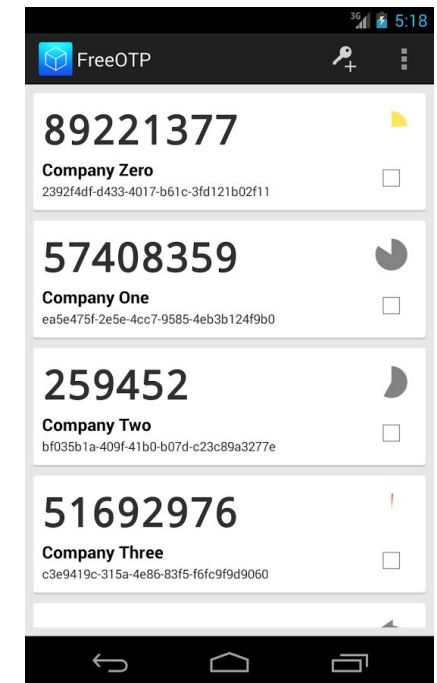 3G 5:18
FreeOTP
89221377
Company Zero
2392f4df-d433-4017-b61c-3fd121b02f11
57408359
Company One
ea5e475f-2e5e-4cc7-9585-4eb3b124f9b0
259452
Company Two
bf035b1a-409f-41b0-b07d-c23c89a3277e
51692976
Company Three
c3e9419c-315a-4e86-83f5-f6fc9f9d9060